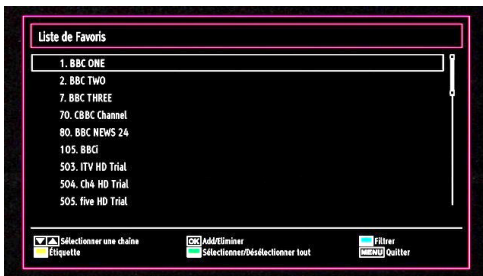 Liste de Favoris
1. BBC ONE
2. BBC TWO
7. BBC THREE
70. CBBC Channel
80. BBC NEWS 24
105. BBCi
503. ITV HD Trial
504. Ch4 HD Trial
505. five HD Trial
Sélectionner une chaîne OK Add/Eliminer Filtrer
Étiquette Sélectionner/Désélectionner tout MENU Quitter